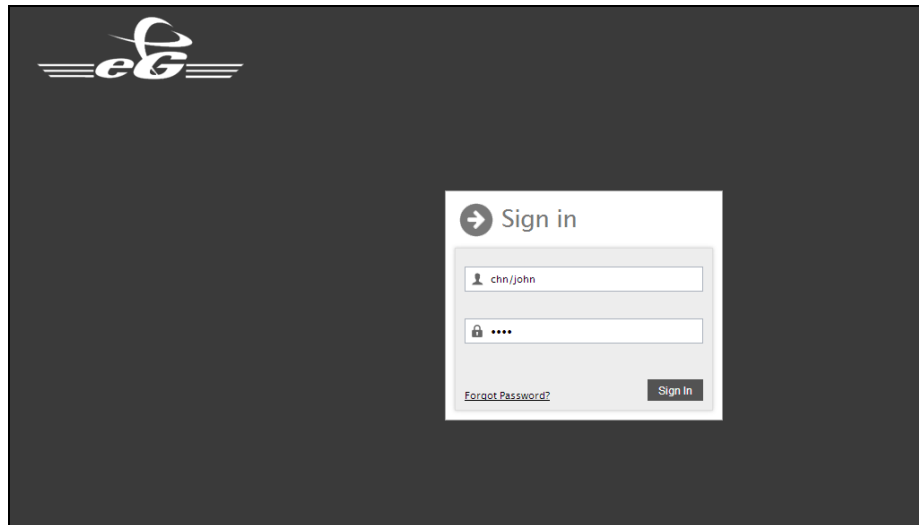 eG
Sign in
chn/john
••••
Forgot Password?
Sign In